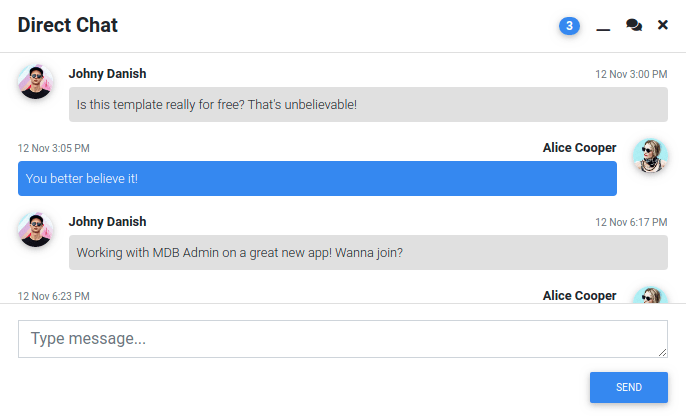 Direct Chat
3
Johny Danish
12 Nov 3:00 PM
Is this template really for free? That's unbelievable!
12 Nov 3:05 PM
Alice Cooper
You better believe it!
Johny Danish
12 Nov 6:17 PM
Working with MDB Admin on a great new app! Wanna join?
12 Nov 6:23 PM
Alice Cooper
Type message...
SEND